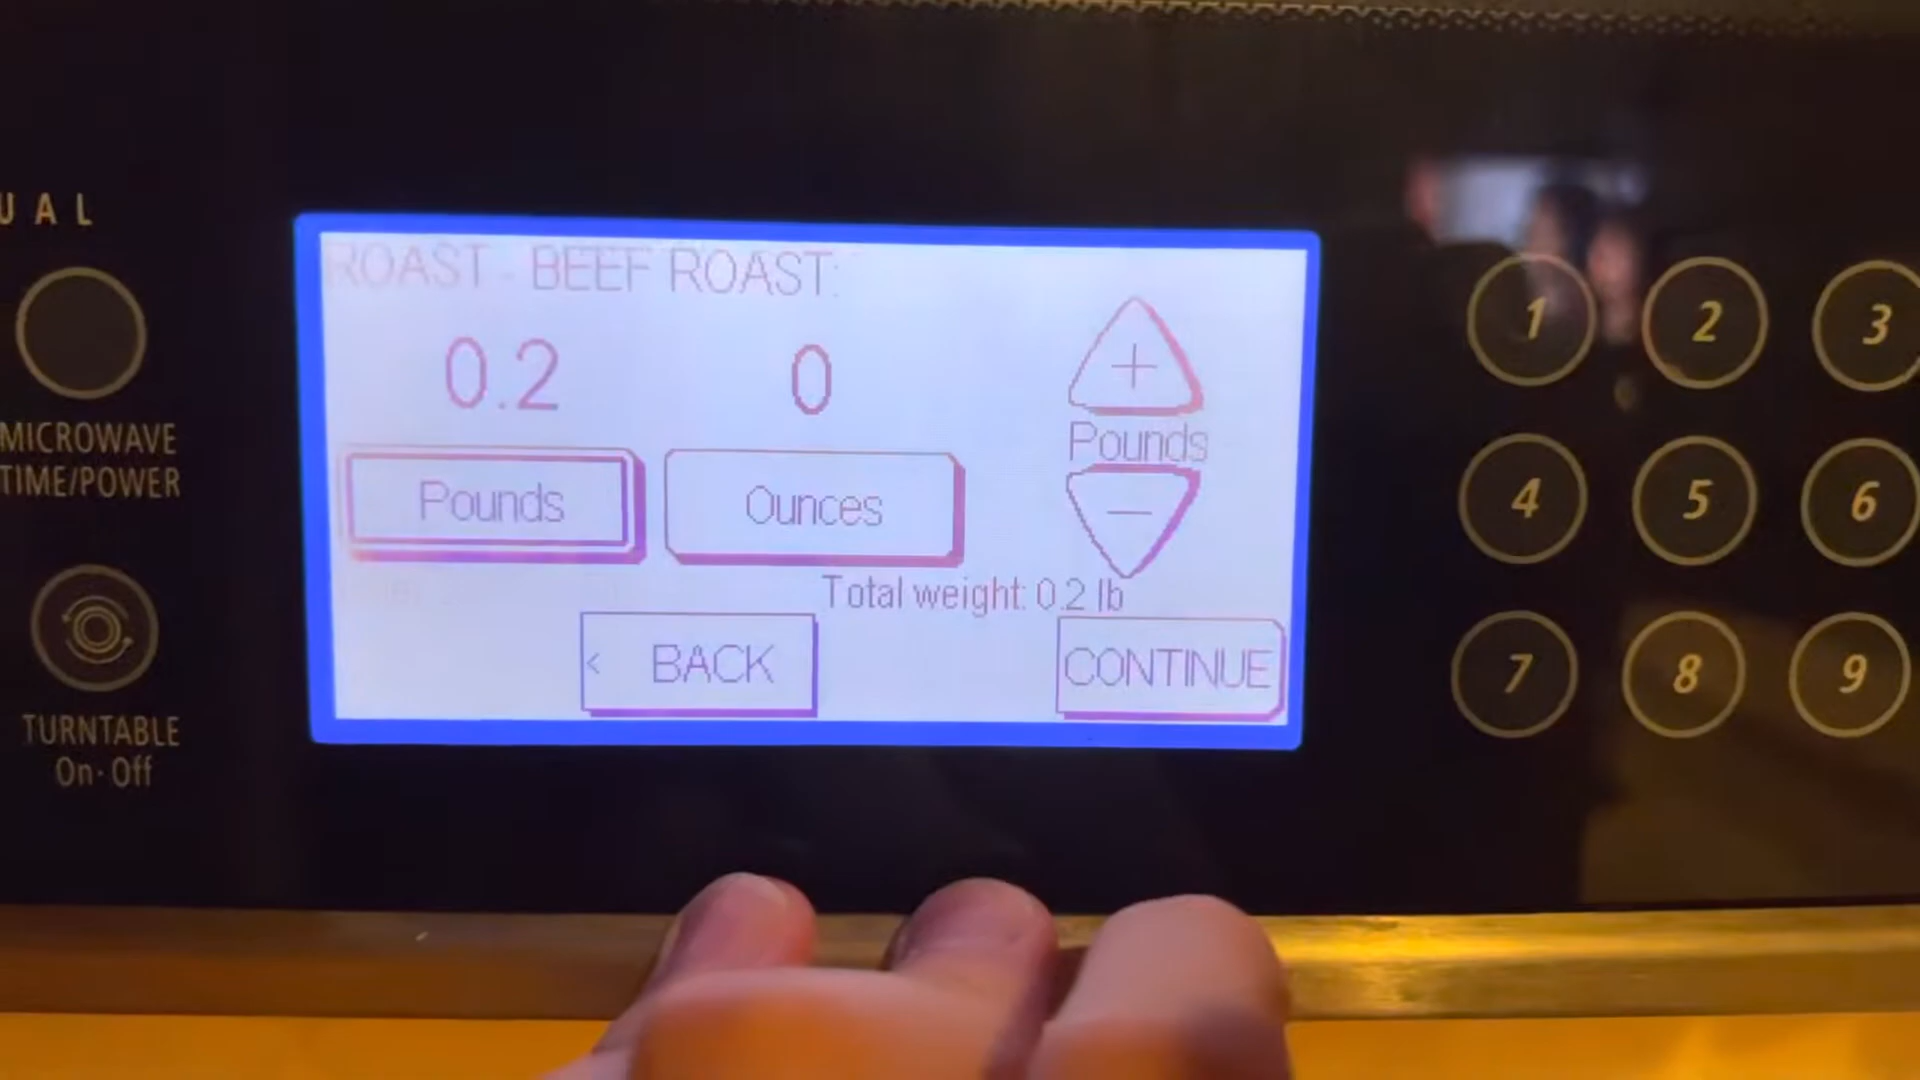 UAL
MICROWAVE
TIME/POWER
TURNTABLE
On·Off
ROAST - BEEF ROAST:
0.2 0
+
Pounds
-
Pounds Ounces
Total weight: 0.2 lb
< BACK CONTINUE
1 2 3
4 5 6
7 8 9